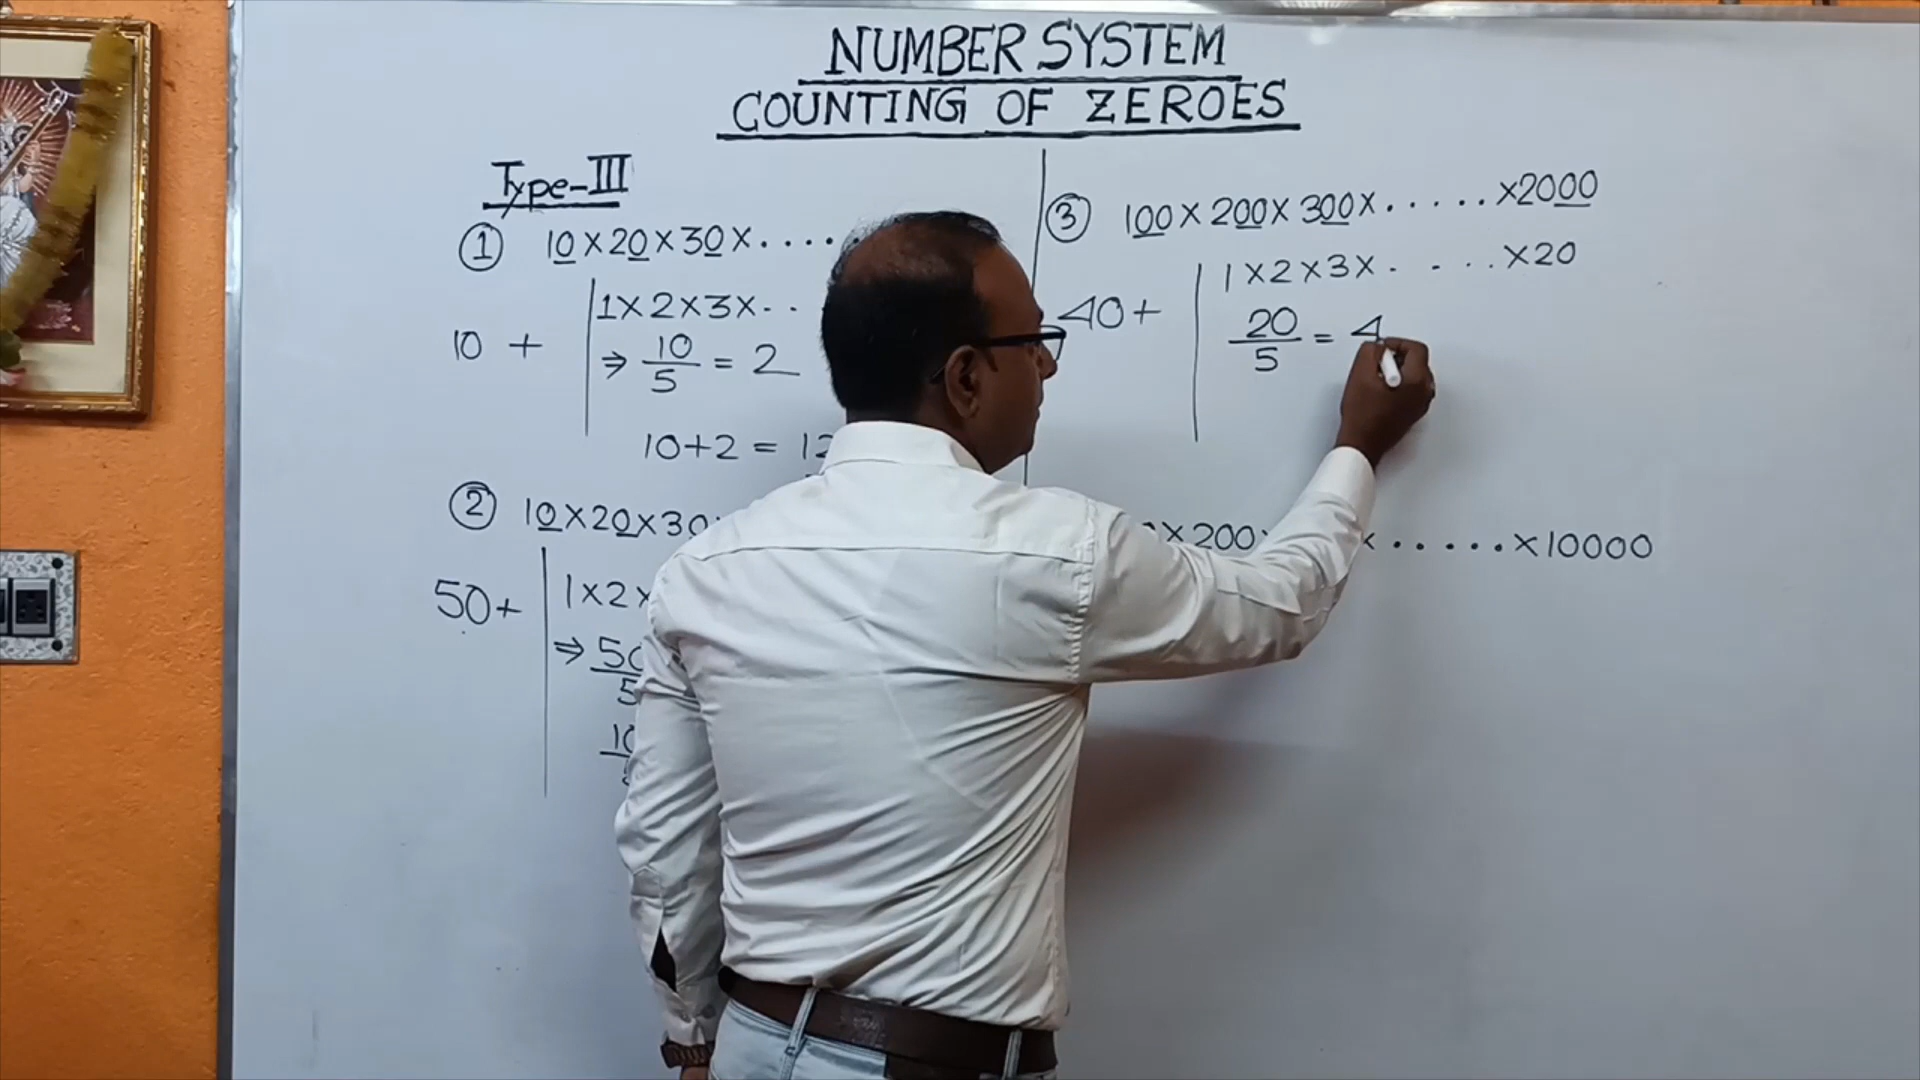 NUMBER SYSTEM
COUNTING OF ZEROES
Type-III
① 10×20×30×....
10 + 1×2×3×..
⇒ 10/5 = 2
10+2 = 12
② 10×20×30
50+ 1×2×
⇒ 50/5
10
③ 100×200×300×.....×2000
40+ 1×2×3×. . ..×20
20/5 = 4
×200× ×.....×10000